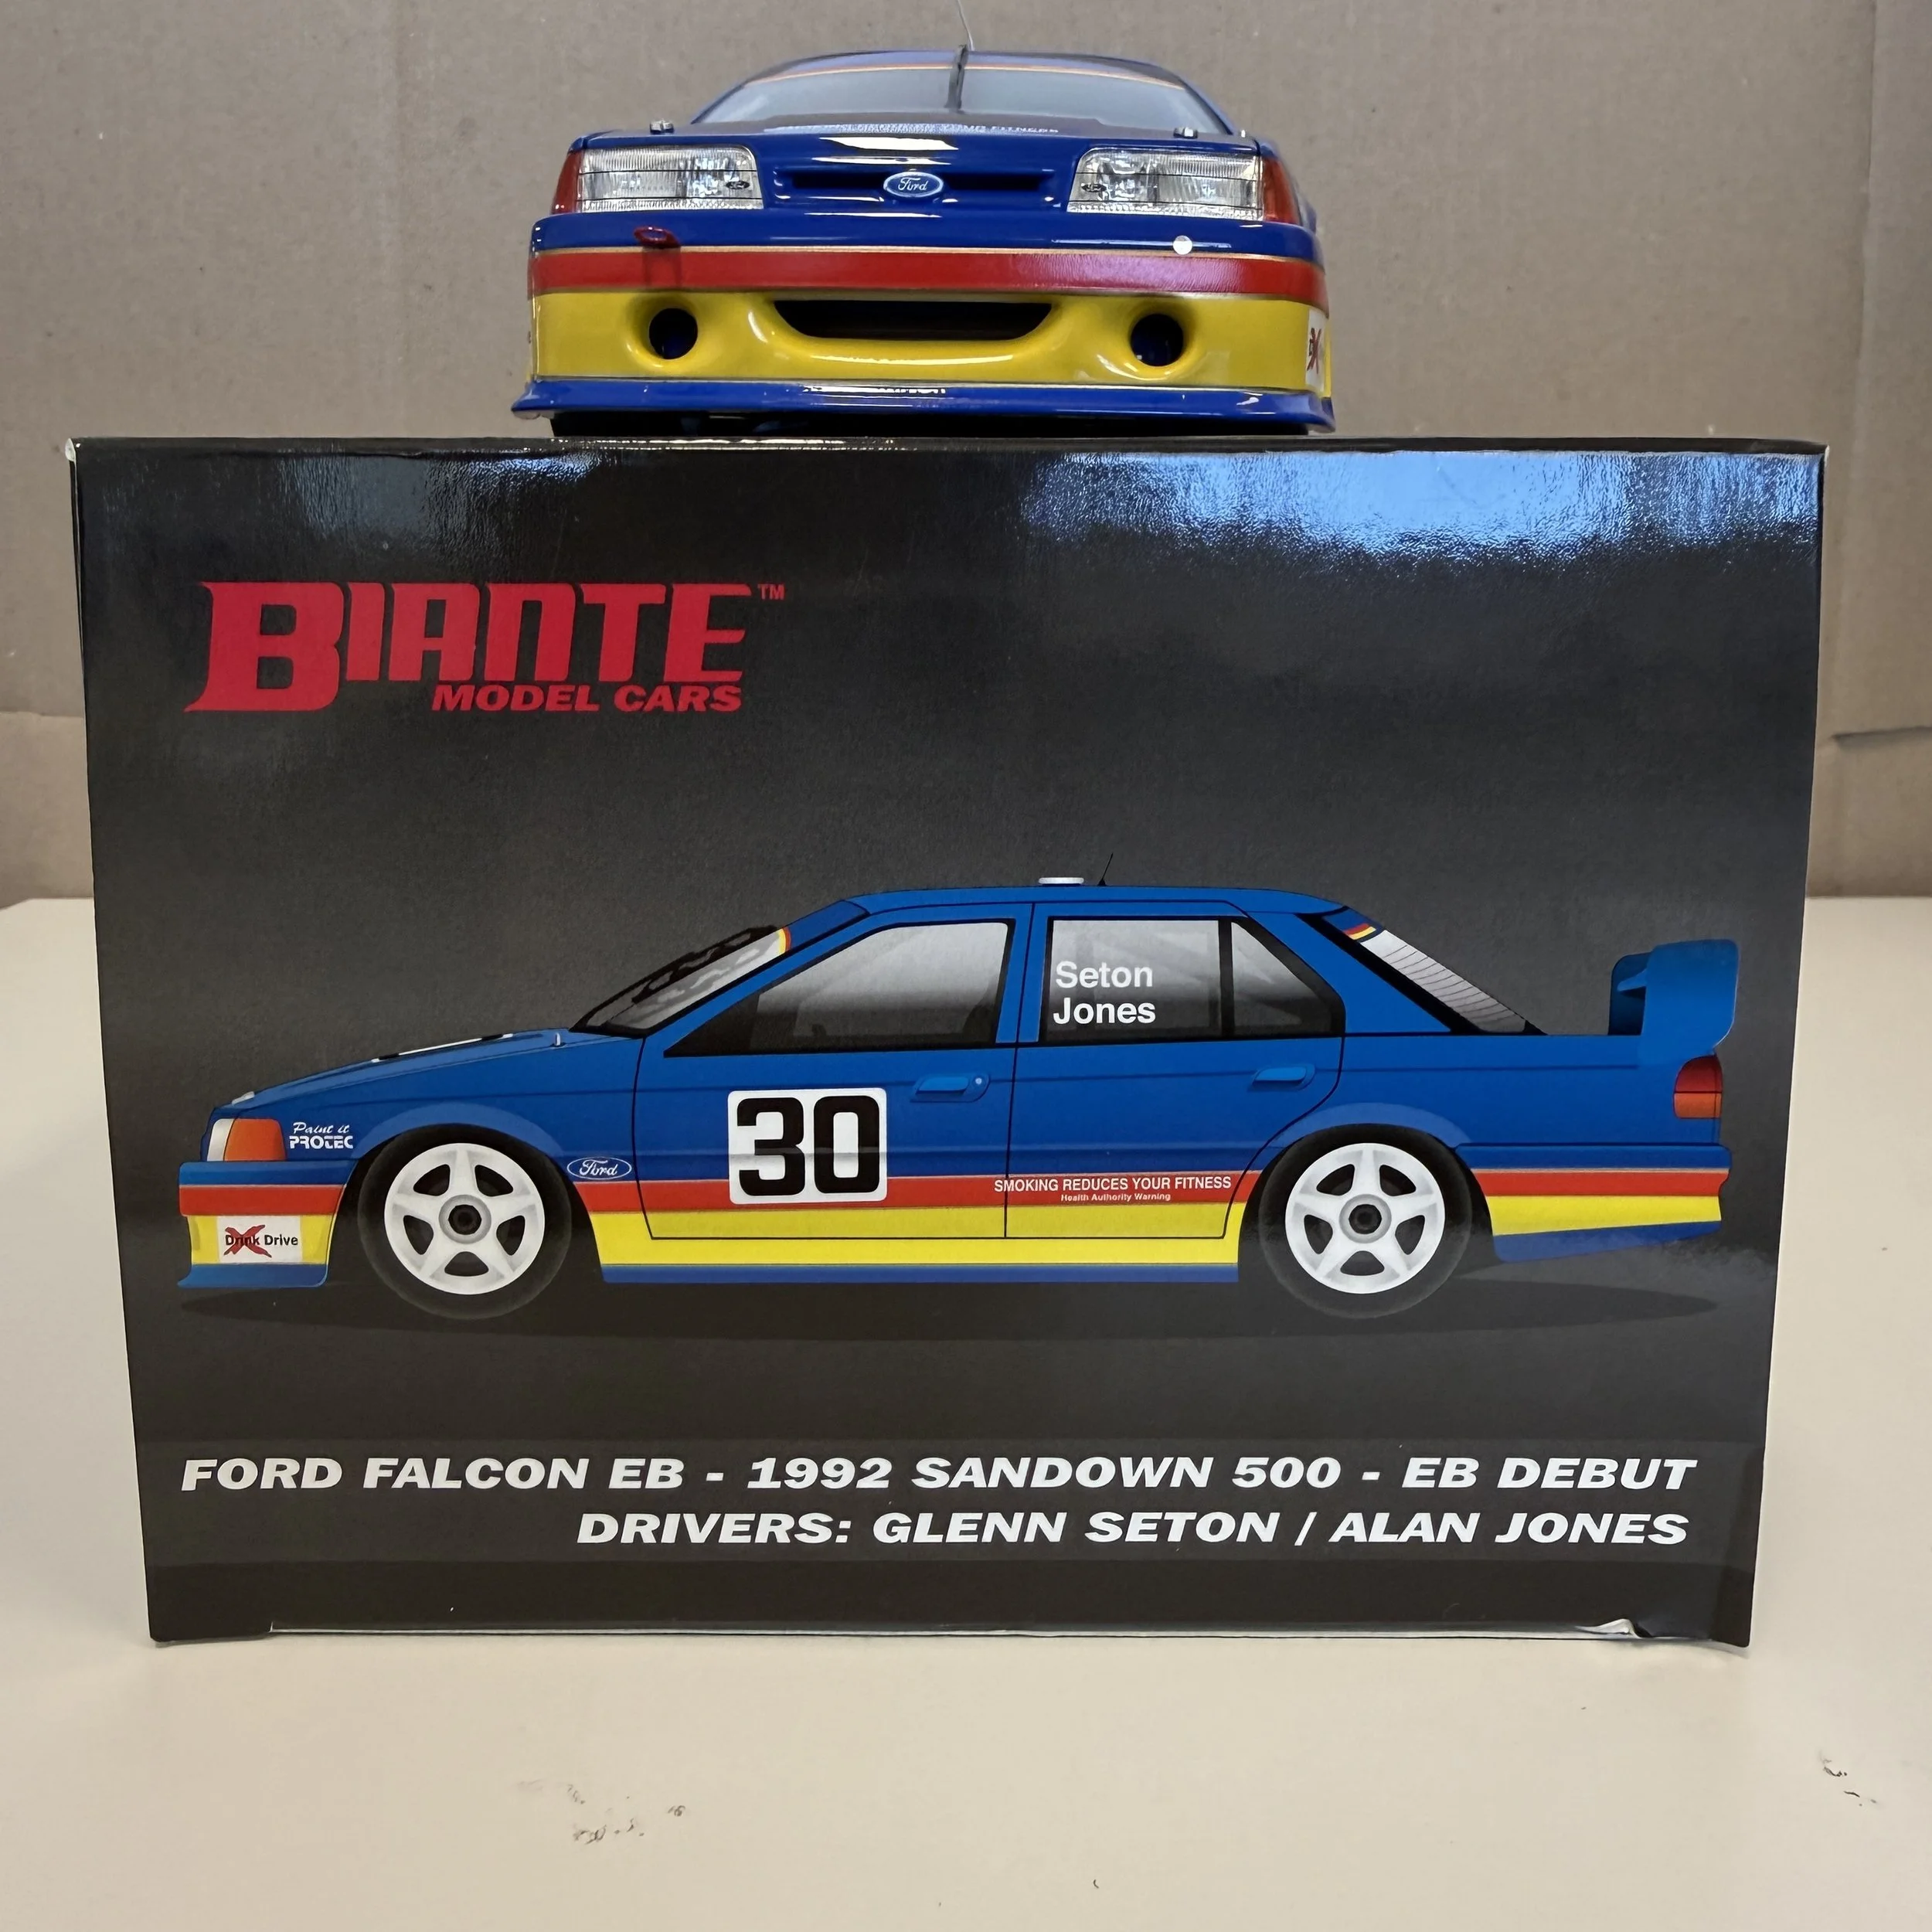 Ford
BIANTE™
MODEL CARS
Seton
Jones
30
Paint it
PROTEC
Ford
SMOKING REDUCES YOUR FITNESS
Health Authority Warning
Drink Drive
FORD FALCON EB - 1992 SANDOWN 500 - EB DEBUT
DRIVERS: GLENN SETON / ALAN JONES